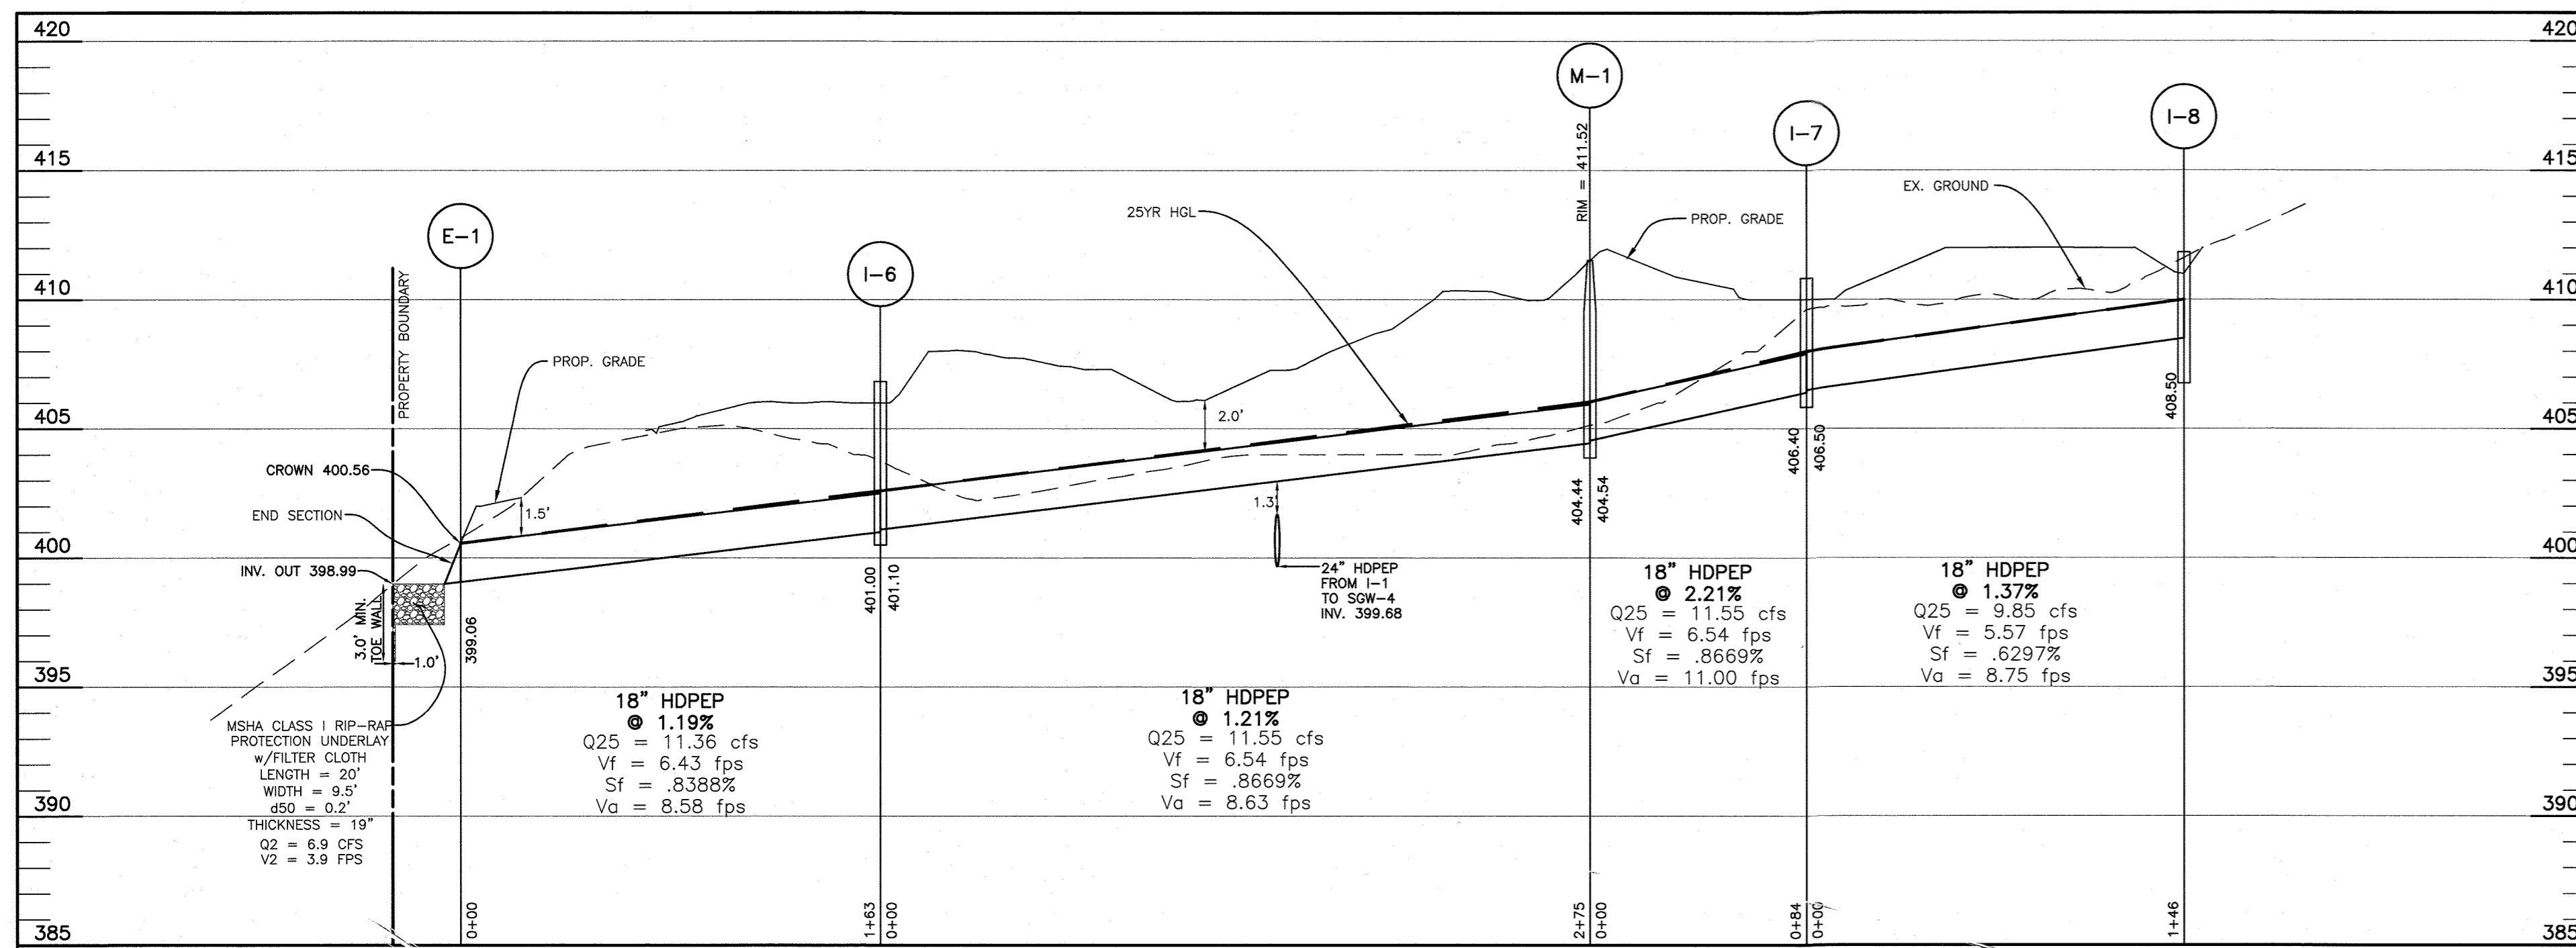 420
420
M-1
I-7
I-8
415
415
RIM = 411.52
EX. GROUND
25YR HGL
PROP. GRADE
E-1
I-6
PROPERTY BOUNDARY
410
410
PROP. GRADE
2.0'
405
405
408.50
406.40
406.50
CROWN 400.56
END SECTION
1.5'
1.3'
404.44
404.54
400
400
INV. OUT 398.99
401.00
401.10
24" HDPEP
FROM I-1
TO SGW-4
INV. 399.68
18" HDPEP
@ 2.21%
Q25 = 11.55 cfs
Vf = 6.54 fps
Sf = .8669%
Va = 11.00 fps
18" HDPEP
@ 1.37%
Q25 = 9.85 cfs
Vf = 5.57 fps
Sf = .6297%
Va = 8.75 fps
3.0' MIN.
TOE WALL
1.0'
399.06
395
395
MSHA CLASS I RIP-RAP
PROTECTION UNDERLAY
w/FILTER CLOTH
LENGTH = 20'
WIDTH = 9.5'
d50 = 0.2'
THICKNESS = 19"
Q2 = 6.9 CFS
V2 = 3.9 FPS
18" HDPEP
@ 1.19%
Q25 = 11.36 cfs
Vf = 6.43 fps
Sf = .8388%
Va = 8.58 fps
18" HDPEP
@ 1.21%
Q25 = 11.55 cfs
Vf = 6.54 fps
Sf = .8669%
Va = 8.63 fps
390
390
0+00
1+63
0+00
2+75
0+00
0+84
0+00
1+46
385
385